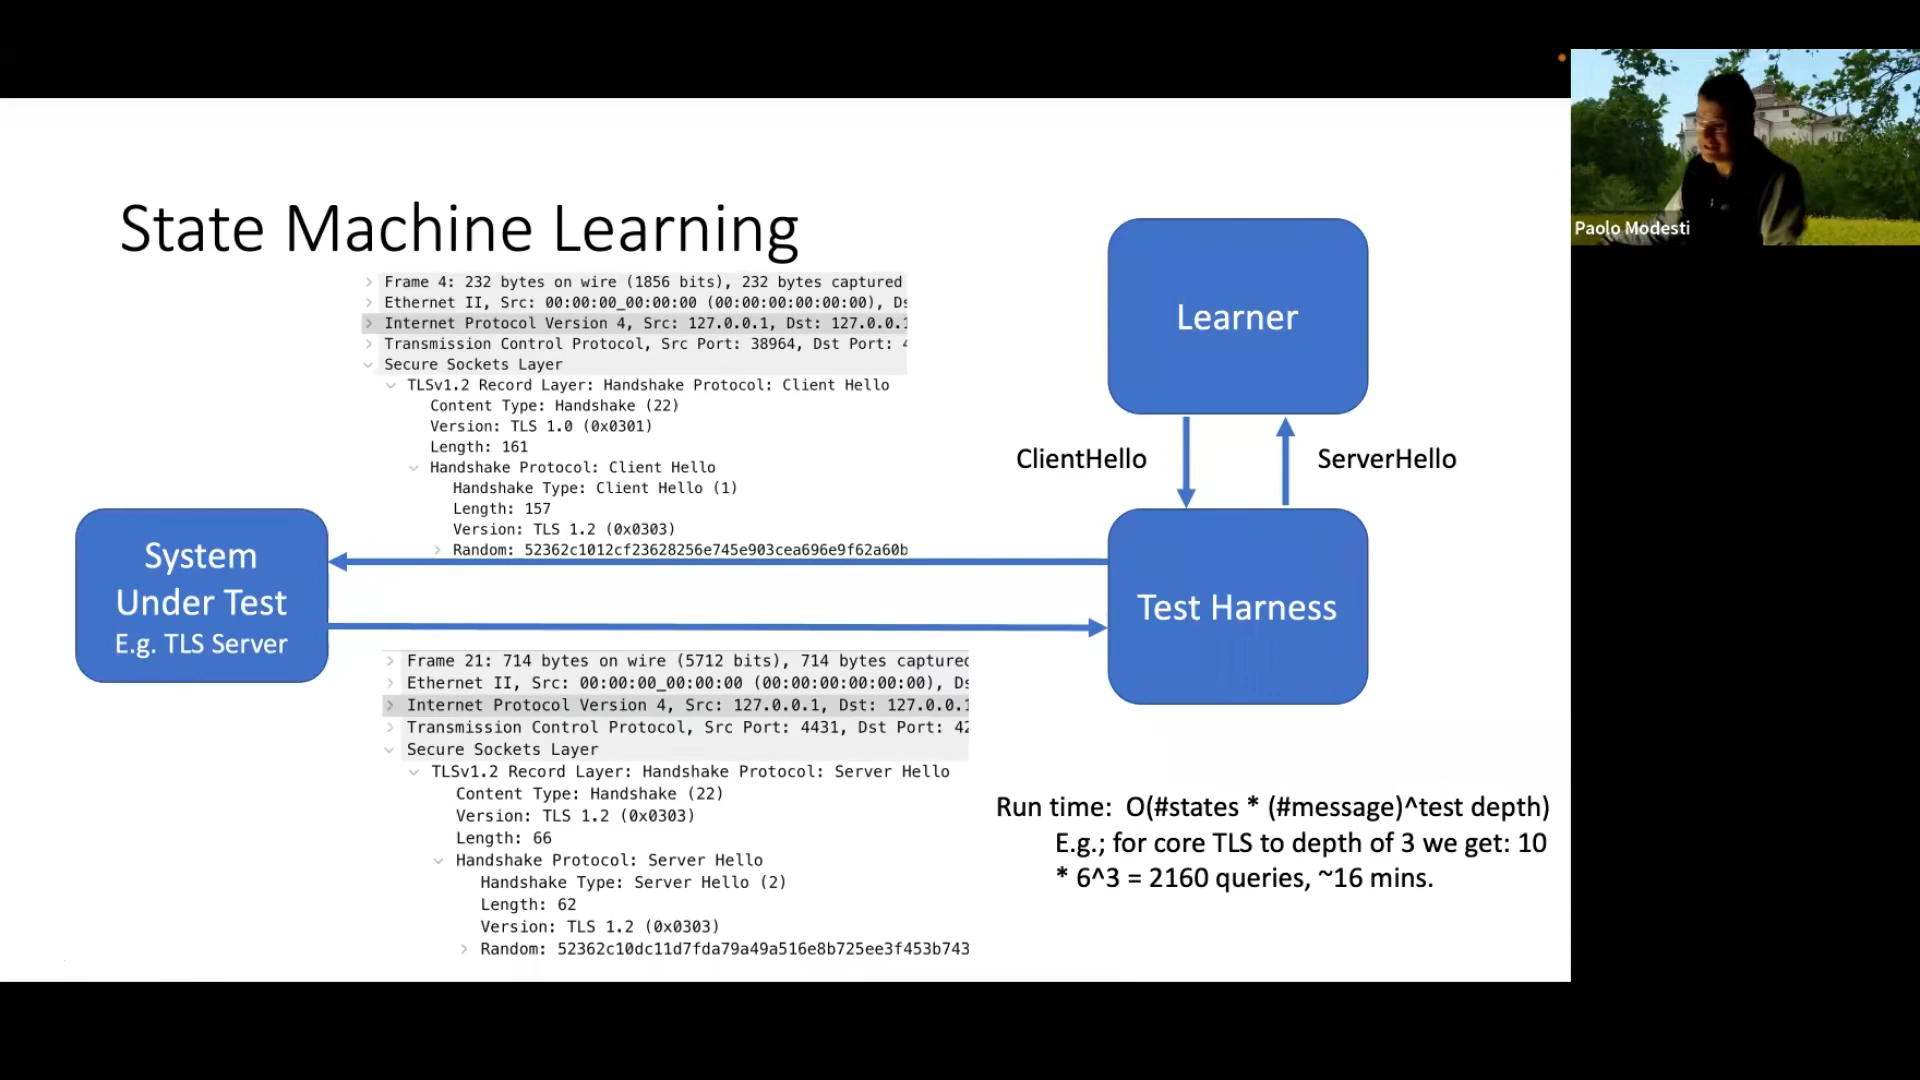 State Machine Learning
Frame 4: 232 bytes on wire (1856 bits), 232 bytes captured
Ethernet II, Src: 00:00:00_00:00:00 (00:00:00:00:00:00), Ds
Internet Protocol Version 4, Src: 127.0.0.1, Dst: 127.0.0.1
Transmission Control Protocol, Src Port: 38964, Dst Port: 4
Secure Sockets Layer
TLSv1.2 Record Layer: Handshake Protocol: Client Hello
Content Type: Handshake (22)
Version: TLS 1.0 (0x0301)
Length: 161
Handshake Protocol: Client Hello
Handshake Type: Client Hello (1)
Length: 157
Version: TLS 1.2 (0x0303)
Random: 52362c1012cf23628256e745e903cea696e9f62a60b
Learner
ClientHello
ServerHello
System
Under Test
E.g. TLS Server
Test Harness
Frame 21: 714 bytes on wire (5712 bits), 714 bytes captured
Ethernet II, Src: 00:00:00_00:00:00 (00:00:00:00:00:00), Ds
Internet Protocol Version 4, Src: 127.0.0.1, Dst: 127.0.0.1
Transmission Control Protocol, Src Port: 4431, Dst Port: 42
Secure Sockets Layer
TLSv1.2 Record Layer: Handshake Protocol: Server Hello
Content Type: Handshake (22)
Version: TLS 1.2 (0x0303)
Length: 66
Handshake Protocol: Server Hello
Handshake Type: Server Hello (2)
Length: 62
Version: TLS 1.2 (0x0303)
Random: 52362c10dc11d7fda79a49a516e8b725ee3f453b743
Run time: O(#states * (#message)^test depth)
E.g.; for core TLS to depth of 3 we get: 10
* 6^3 = 2160 queries, ~16 mins.
Paolo Modesti